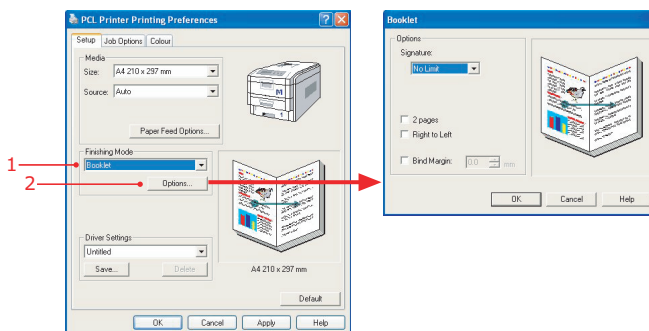 PCL Printer Printing Preferences
Setup
Job Options
Colour
Media
Size:
A4 210 x 297 mm
Source:
Auto
Paper Feed Options...
1
Finishing Mode
Booklet
2
Options...
Driver Settings
Untitled
Save...
Delete
A4 210 x 297 mm
Default
OK
Cancel
Apply
Help
Booklet
Options
Signature:
No Limit
2 pages
Right to Left
Bind Margin:
0.0
mm
OK
Cancel
Help